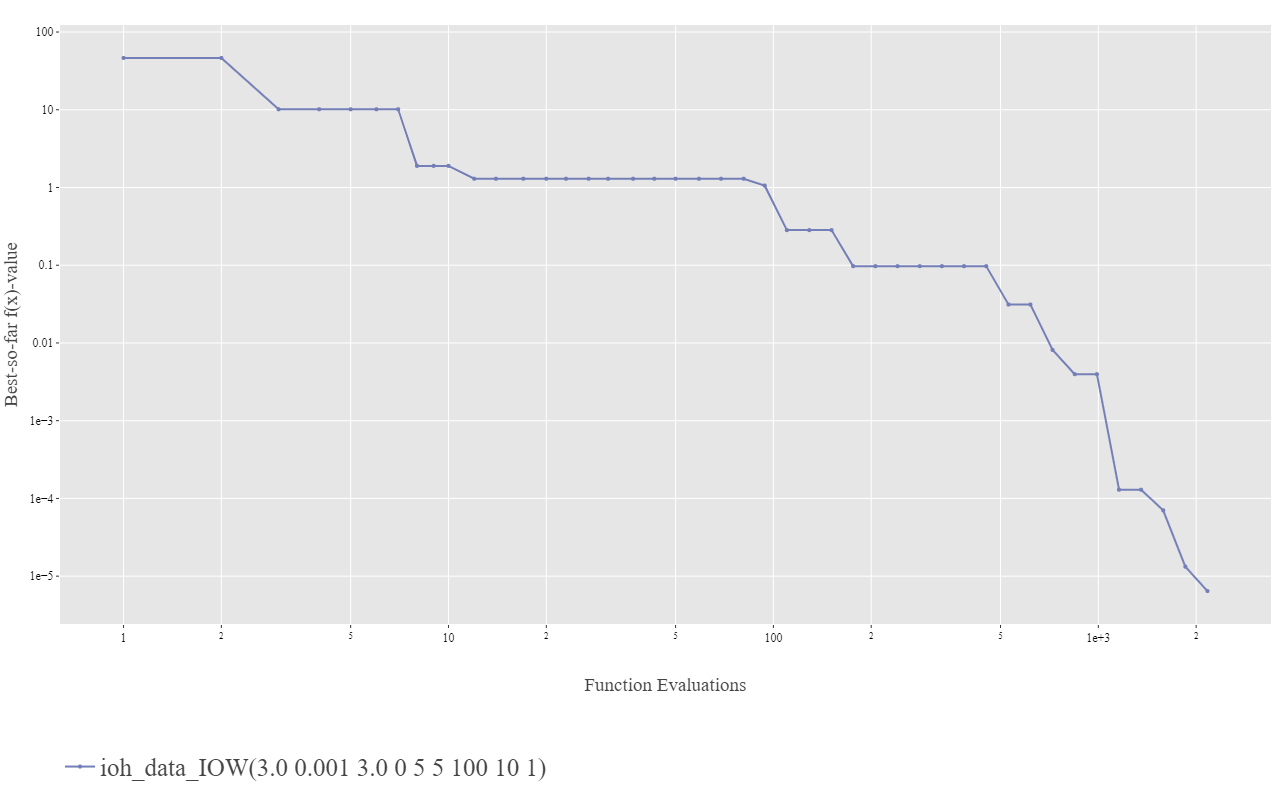 100
10
1
0.1
0.01
1e−3
1e−4
1e−5
Best-so-far f(x)-value
1 2 5 10 2 5 100 2 5 1e+3 2
Function Evaluations
ioh_data_IOW(3.0 0.001 3.0 0 5 5 100 10 1)